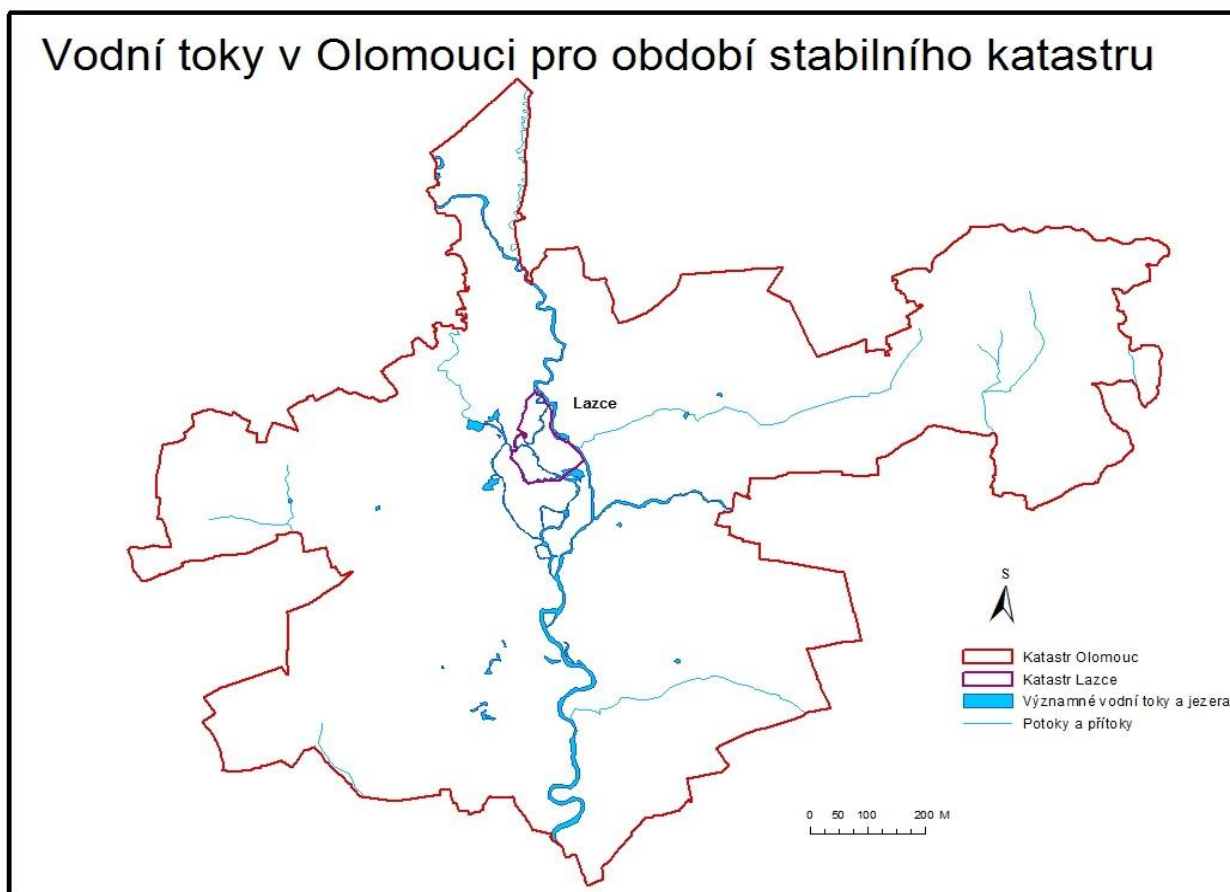 Vodní toky v Olomouci pro období stabilního katastru
Lazce
S
Katastr Olomouc
Katastr Lazce
Významné vodní toky a jezera
Potoky a přítoky
0 50 100 200 M